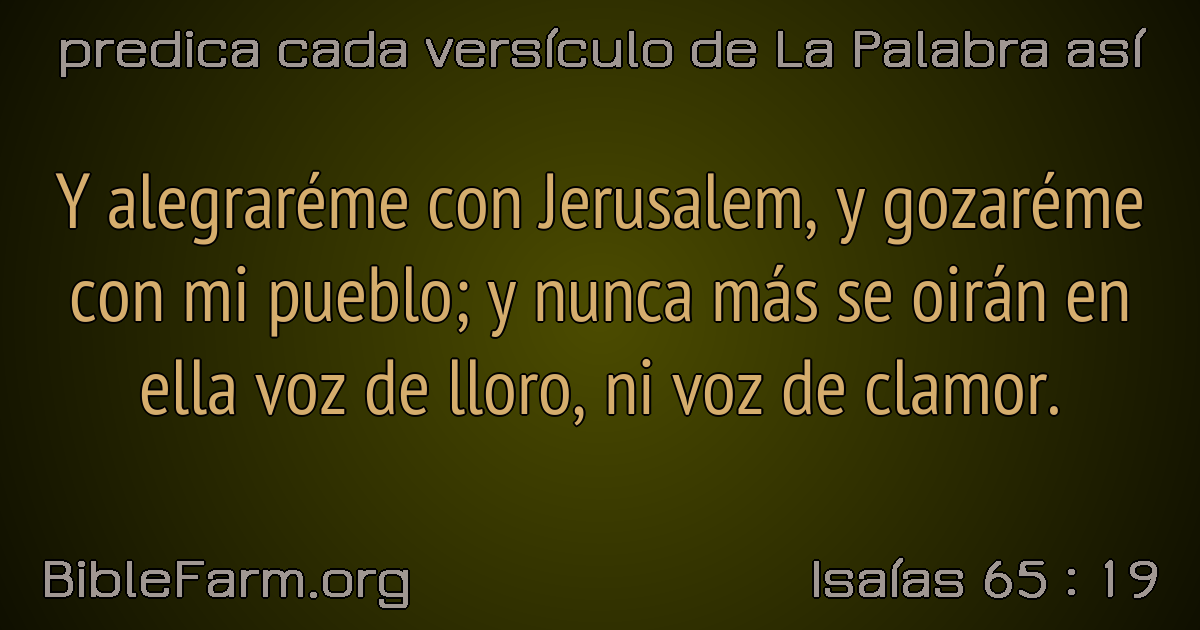 predica cada versículo de La Palabra así
Y alegraréme con Jerusalem, y gozaréme
con mi pueblo; y nunca más se oirán en
ella voz de lloro, ni voz de clamor.
BibleFarm.org
Isaías 65 : 19